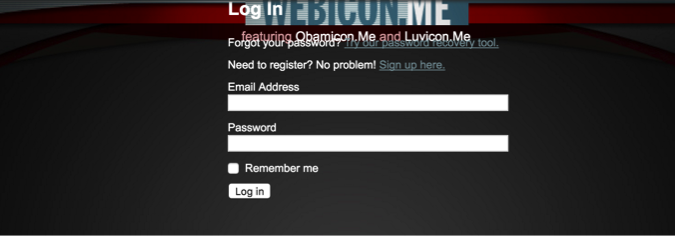 Log In
WEBICON.ME
featuring Obamicon.Me and Luvicon.Me
Forgot your password? Try our password recovery tool.
Need to register? No problem! Sign up here.
Email Address
Password
Remember me
Log in